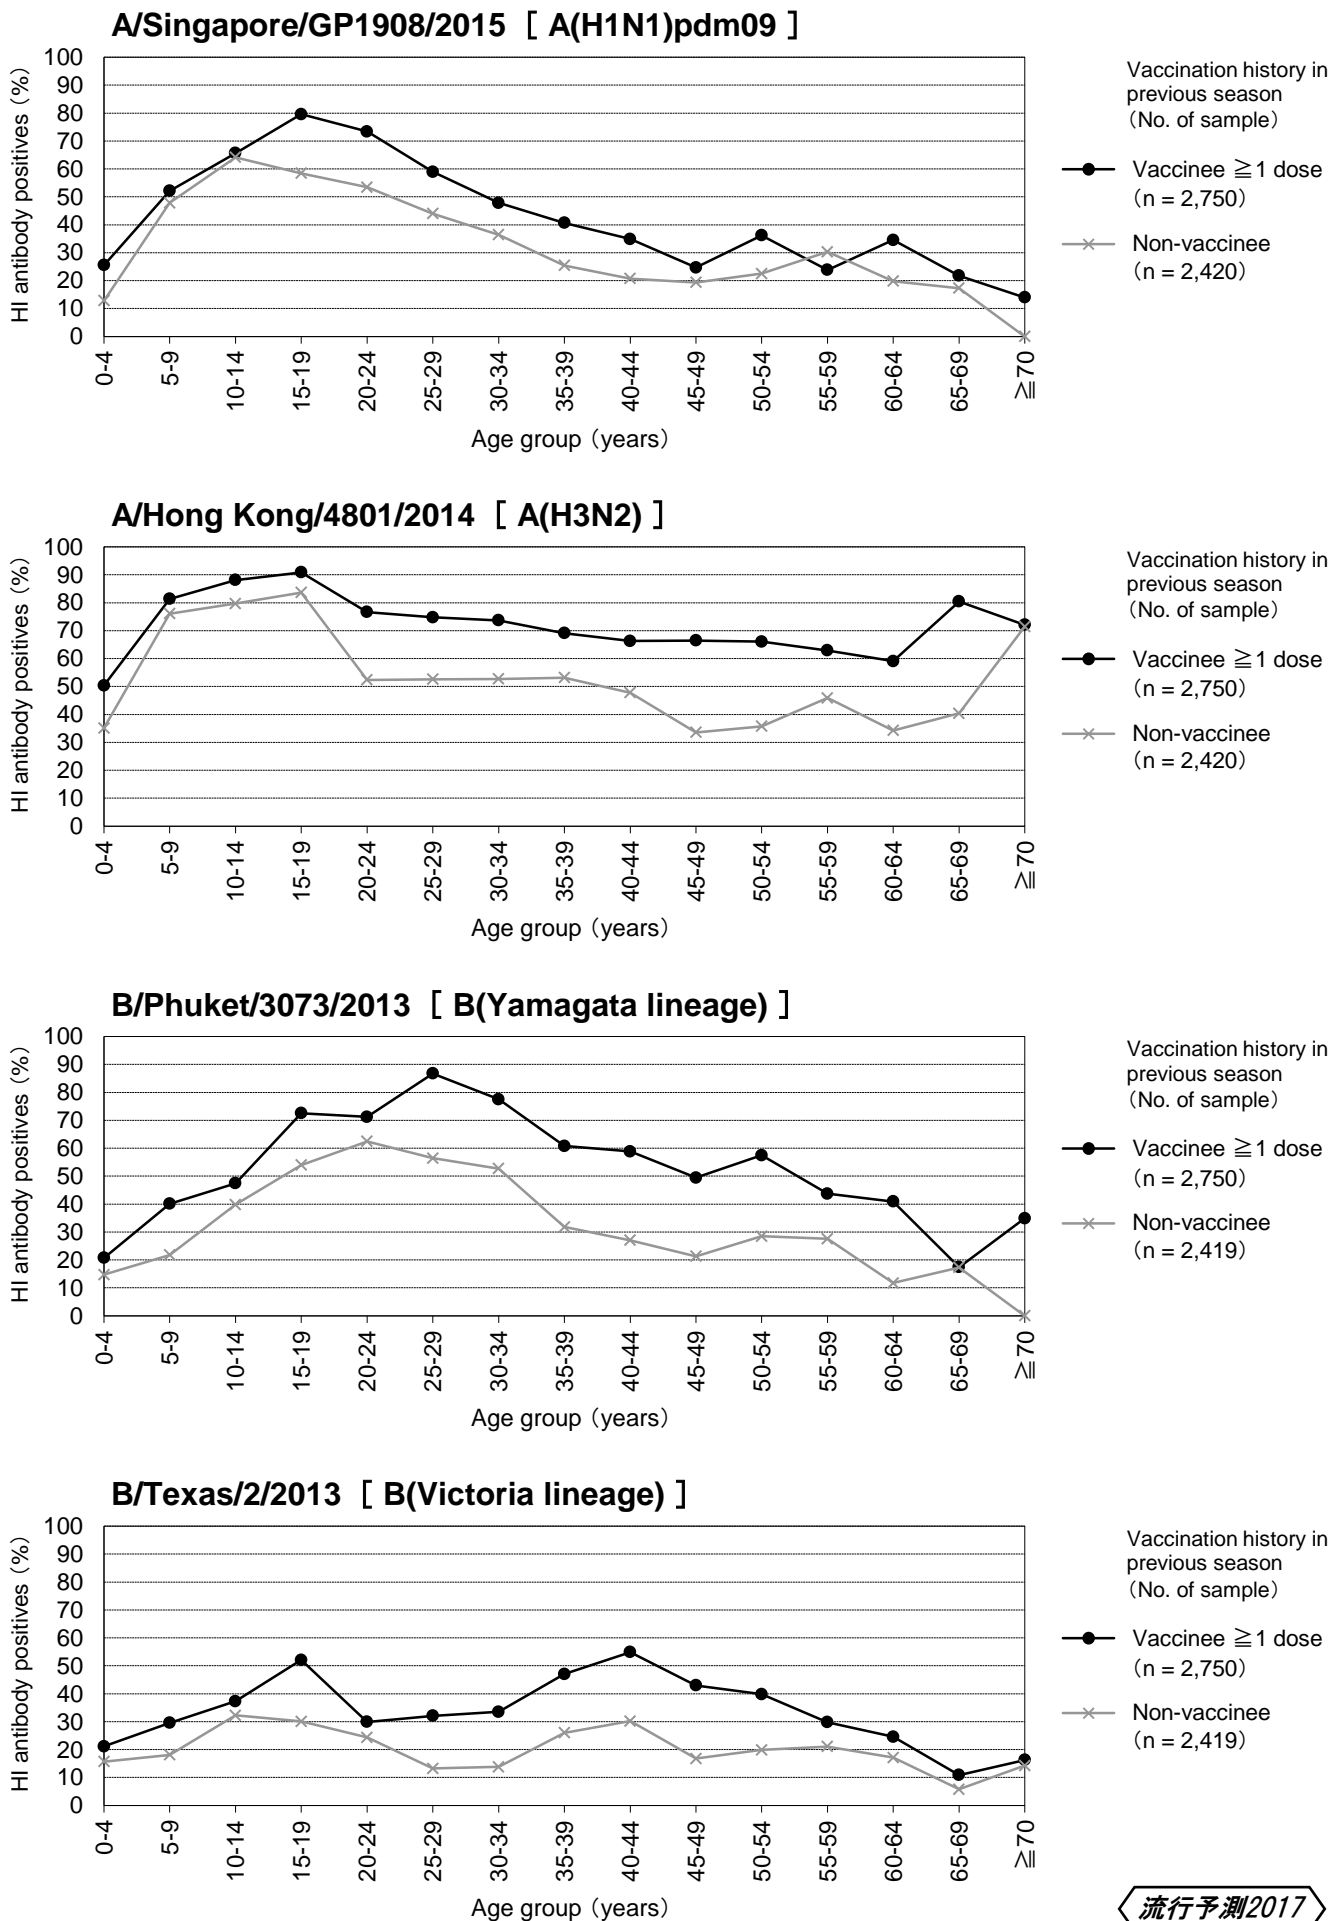 A/Singapore/GP1908/2015［ A(H1N1)pdm09 ］
HI antibody positives（%）
100
90
80
70
60
50
40
30
20
10
0
0-4
5-9
10-14
15-19
20-24
25-29
30-34
35-39
40-44
45-49
50-54
55-59
60-64
65-69
≧70
Age group（years）
Vaccination history in
previous season
（No. of sample）
Vaccinee ≧1 dose
（n = 2,750）
Non-vaccinee
（n = 2,420）
A/Hong Kong/4801/2014［ A(H3N2) ］
HI antibody positives（%）
100
90
80
70
60
50
40
30
20
10
0
0-4
5-9
10-14
15-19
20-24
25-29
30-34
35-39
40-44
45-49
50-54
55-59
60-64
65-69
≧70
Age group（years）
Vaccination history in
previous season
（No. of sample）
Vaccinee ≧1 dose
（n = 2,750）
Non-vaccinee
（n = 2,420）
B/Phuket/3073/2013［ B(Yamagata lineage) ］
HI antibody positives（%）
100
90
80
70
60
50
40
30
20
10
0
0-4
5-9
10-14
15-19
20-24
25-29
30-34
35-39
40-44
45-49
50-54
55-59
60-64
65-69
≧70
Age group（years）
Vaccination history in
previous season
（No. of sample）
Vaccinee ≧1 dose
（n = 2,750）
Non-vaccinee
（n = 2,419）
B/Texas/2/2013［ B(Victoria lineage) ］
HI antibody positives（%）
100
90
80
70
60
50
40
30
20
10
0
0-4
5-9
10-14
15-19
20-24
25-29
30-34
35-39
40-44
45-49
50-54
55-59
60-64
65-69
≧70
Age group（years）
Vaccination history in
previous season
（No. of sample）
Vaccinee ≧1 dose
（n = 2,750）
Non-vaccinee
（n = 2,419）
流行予測2017